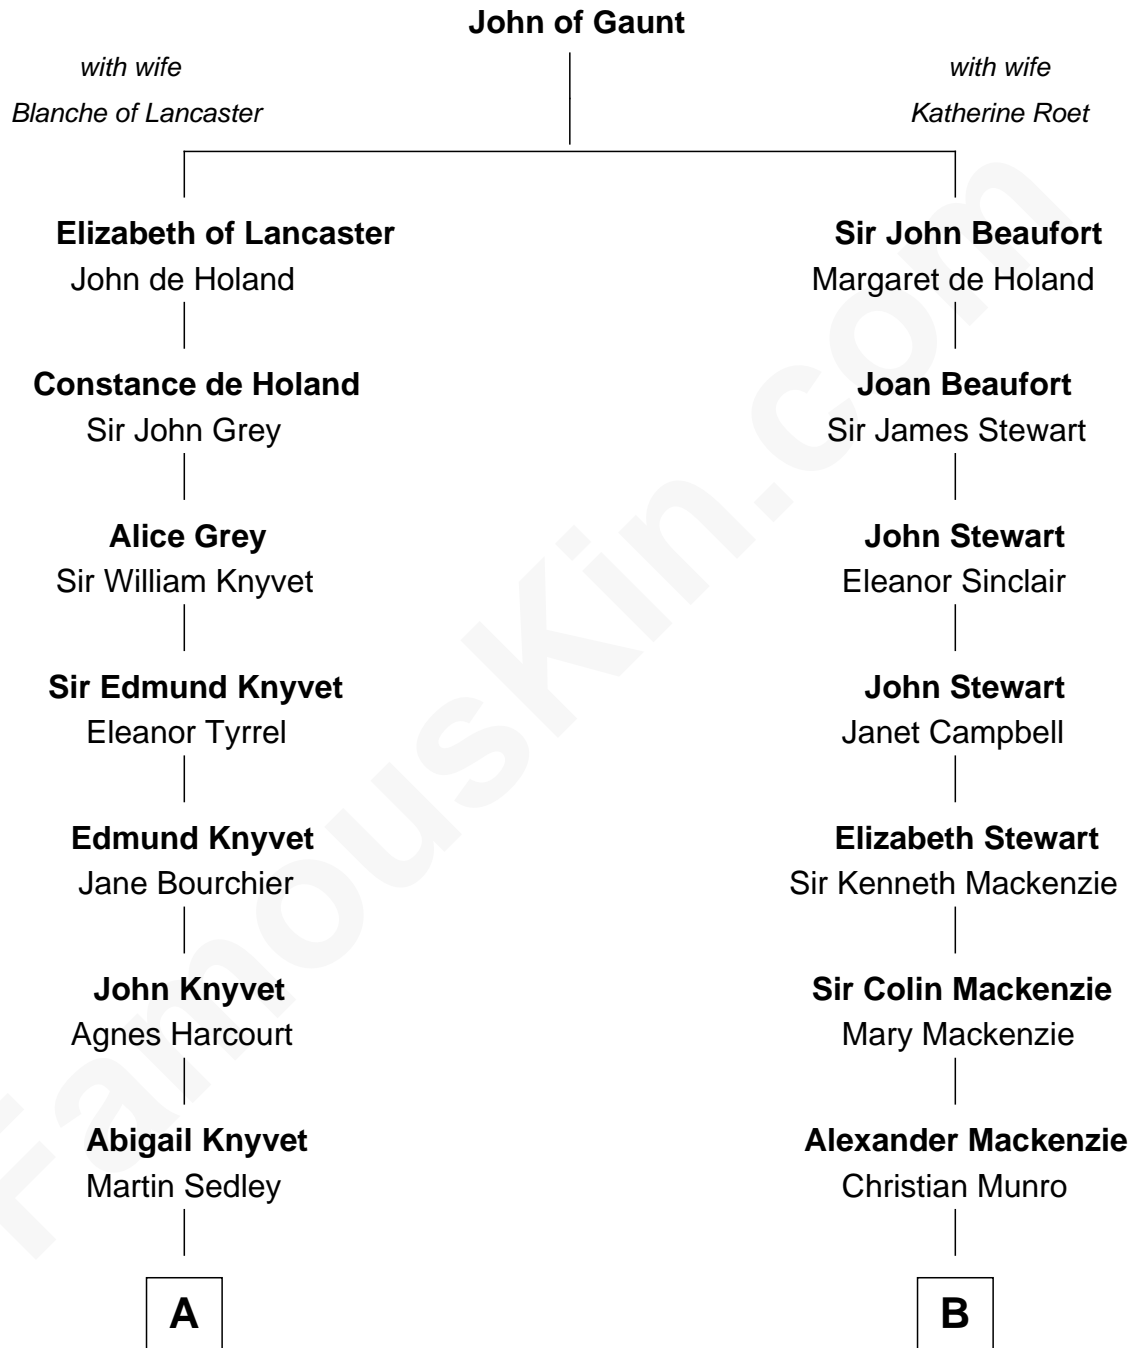 John of Gaunt
with wife
Blanche of Lancaster
with wife
Katherine Roet
Elizabeth of Lancaster
John de Holand
Sir John Beaufort
Margaret de Holand
Constance de Holand
Sir John Grey
Joan Beaufort
Sir James Stewart
Alice Grey
Sir William Knyvet
John Stewart
Eleanor Sinclair
Sir Edmund Knyvet
Eleanor Tyrrel
John Stewart
Janet Campbell
Edmund Knyvet
Jane Bourchier
Elizabeth Stewart
Sir Kenneth Mackenzie
John Knyvet
Agnes Harcourt
Sir Colin Mackenzie
Mary Mackenzie
Abigail Knyvet
Martin Sedley
Alexander Mackenzie
Christian Munro
A
B
FamousKin.com